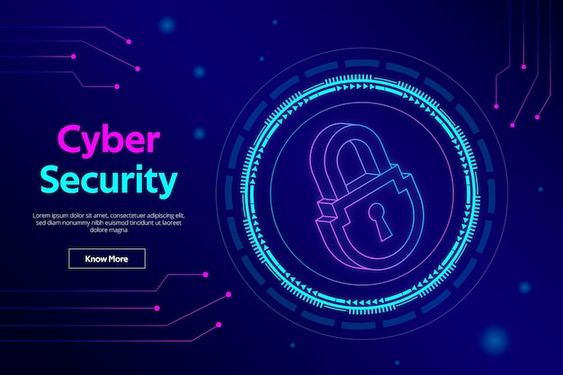 Cyber
Security
Lorem ipsum dolor sit amet, consectetuer adipiscing elit,
sed diam nonummy nibh euismod tincidunt ut laoreet
dolore magna
Know More